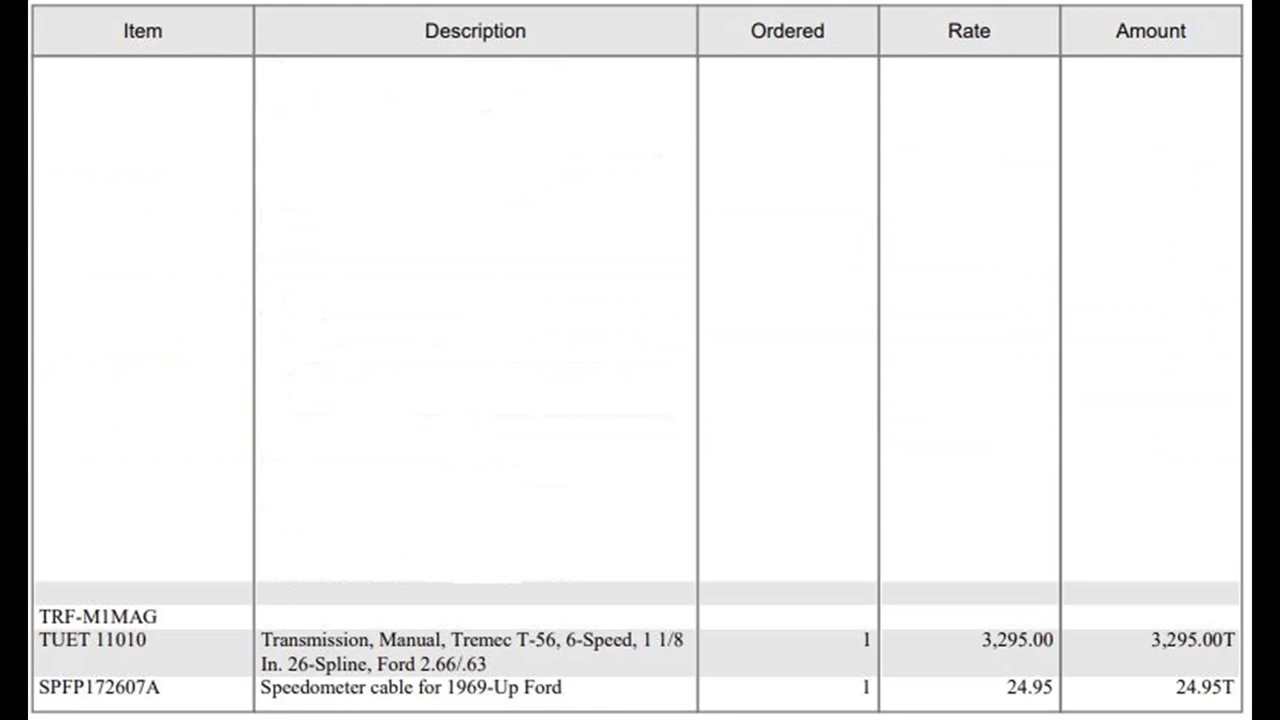 Item Description Ordered Rate Amount
TRF-M1MAG
TUET 11010 Transmission, Manual, Tremec T-56, 6-Speed, 1 1/8 1 3,295.00 3,295.00T
In. 26-Spline, Ford 2.66/.63
SPFP172607A Speedometer cable for 1969-Up Ford 1 24.95 24.95T